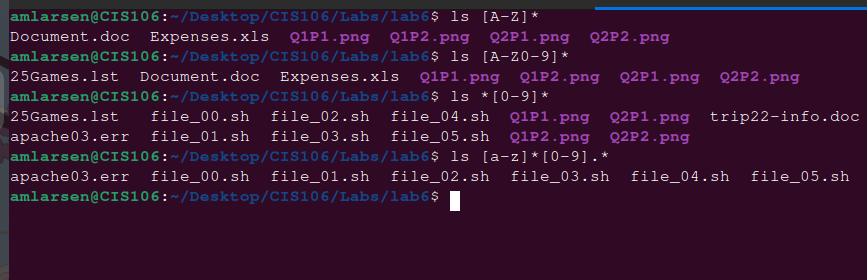 amlarsen@CIS106:~/Desktop/CIS106/Labs/lab6$ ls [A-Z]*
Document.doc  Expenses.xls  Q1P1.png  Q1P2.png  Q2P1.png  Q2P2.png
amlarsen@CIS106:~/Desktop/CIS106/Labs/lab6$ ls [A-Z0-9]*
25Games.lst  Document.doc  Expenses.xls  Q1P1.png  Q1P2.png  Q2P1.png  Q2P2.png
amlarsen@CIS106:~/Desktop/CIS106/Labs/lab6$ ls *[0-9]*
25Games.lst   file_00.sh  file_02.sh  file_04.sh  Q1P1.png  Q2P1.png  trip22-info.doc
apache03.err  file_01.sh  file_03.sh  file_05.sh  Q1P2.png  Q2P2.png
amlarsen@CIS106:~/Desktop/CIS106/Labs/lab6$ ls [a-z]*[0-9].*
apache03.err  file_00.sh  file_01.sh  file_02.sh  file_03.sh  file_04.sh  file_05.sh
amlarsen@CIS106:~/Desktop/CIS106/Labs/lab6$